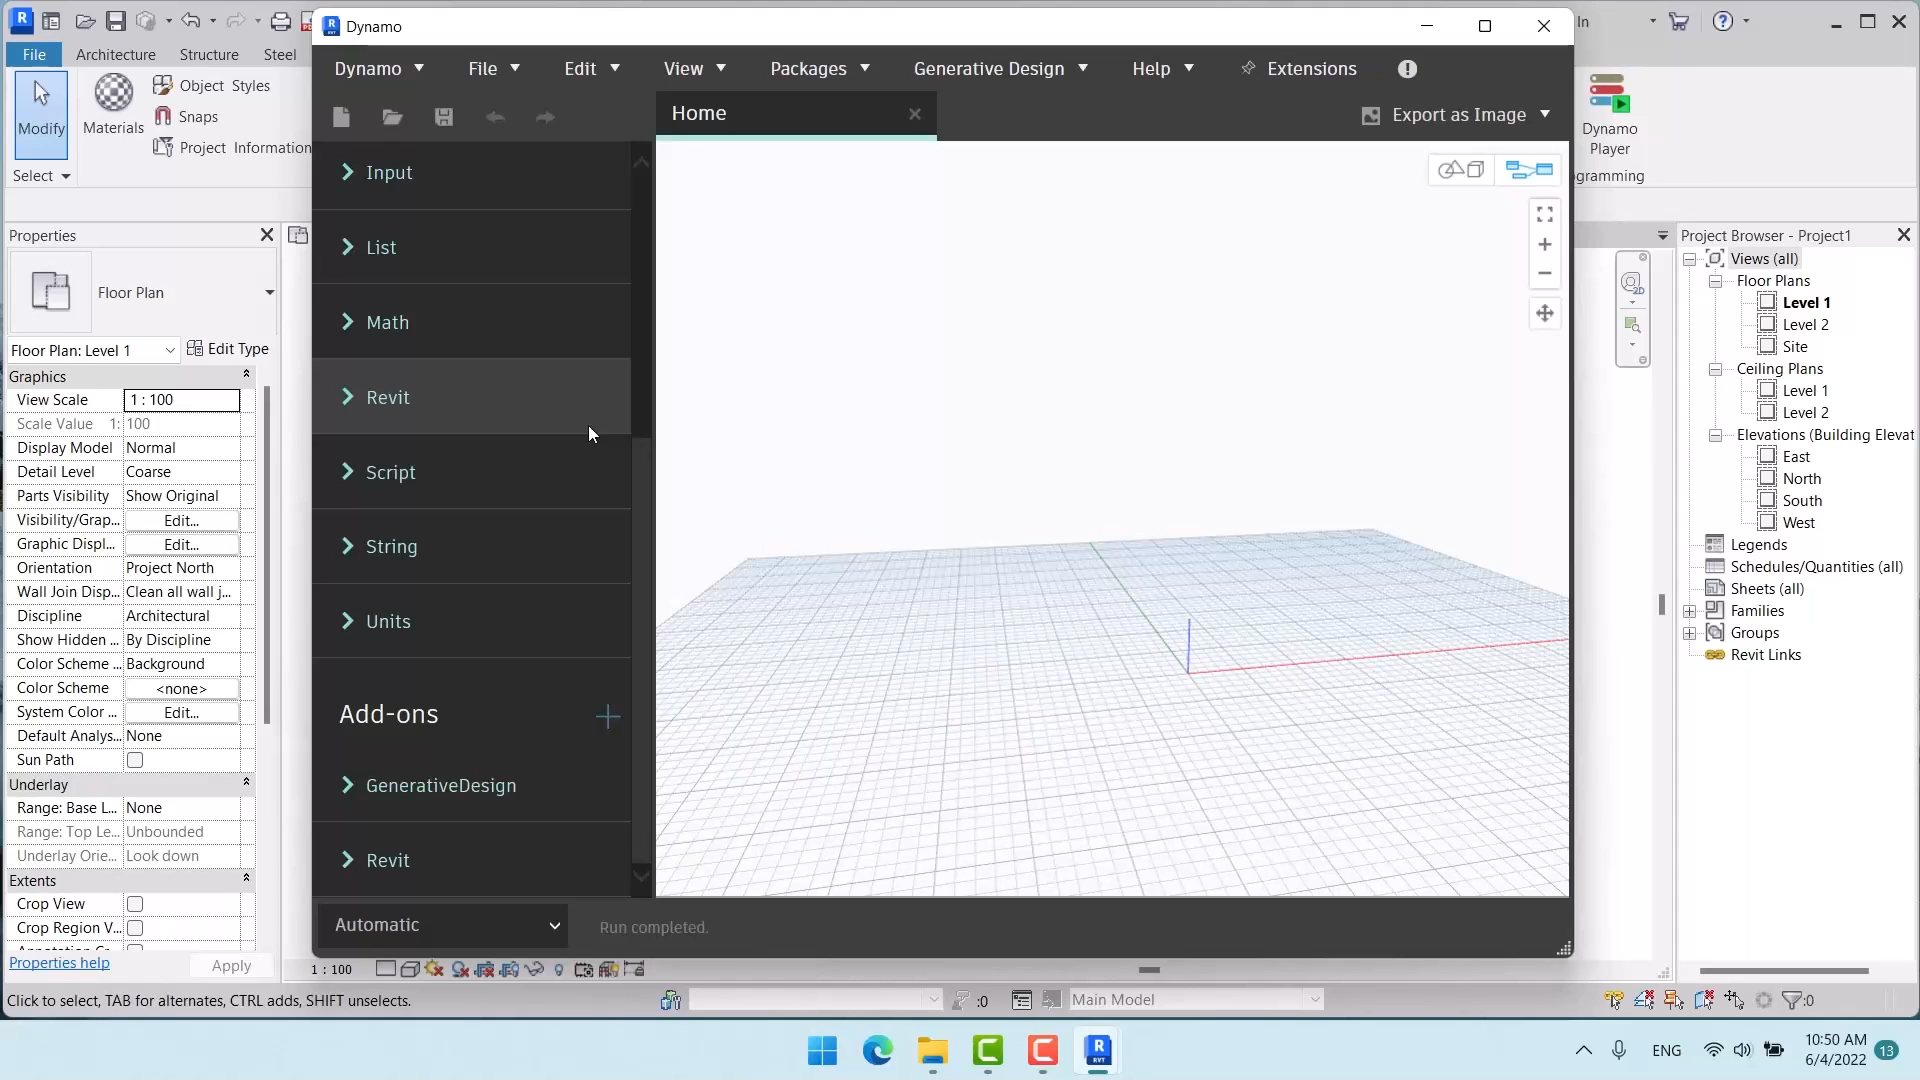 In
File
Architecture
Structure
Steel
Modify
Materials
Object Styles
Snaps
Project Information
Select
Dynamo
Player
gramming
Properties
Floor Plan
Floor Plan: Level 1
Edit Type
Graphics
View Scale 1 : 100
Scale Value 1: 100
Display Model Normal
Detail Level Coarse
Parts Visibility Show Original
Visibility/Grap... Edit...
Graphic Displ... Edit...
Orientation Project North
Wall Join Disp... Clean all wall j...
Discipline Architectural
Show Hidden ... By Discipline
Color Scheme ... Background
Color Scheme <none>
System Color ... Edit...
Default Analys... None
Sun Path
Underlay
Range: Base L... None
Range: Top Le... Unbounded
Underlay Orie... Look down
Extents
Crop View
Crop Region V...
Properties help
Apply
Dynamo
Dynamo File Edit View Packages Generative Design Help Extensions
Home
Export as Image
Input
List
Math
Revit
Script
String
Units
Add-ons
GenerativeDesign
Revit
Automatic
Run completed.
Project Browser - Project1
Views (all)
Floor Plans
Level 1
Level 2
Site
Ceiling Plans
Level 1
Level 2
Elevations (Building Elevat
East
North
South
West
Legends
Schedules/Quantities (all)
Sheets (all)
Families
Groups
Revit Links
1 : 100
Click to select, TAB for alternates, CTRL adds, SHIFT unselects.
:0
Main Model
:0
ENG
10:50 AM
6/4/2022
13